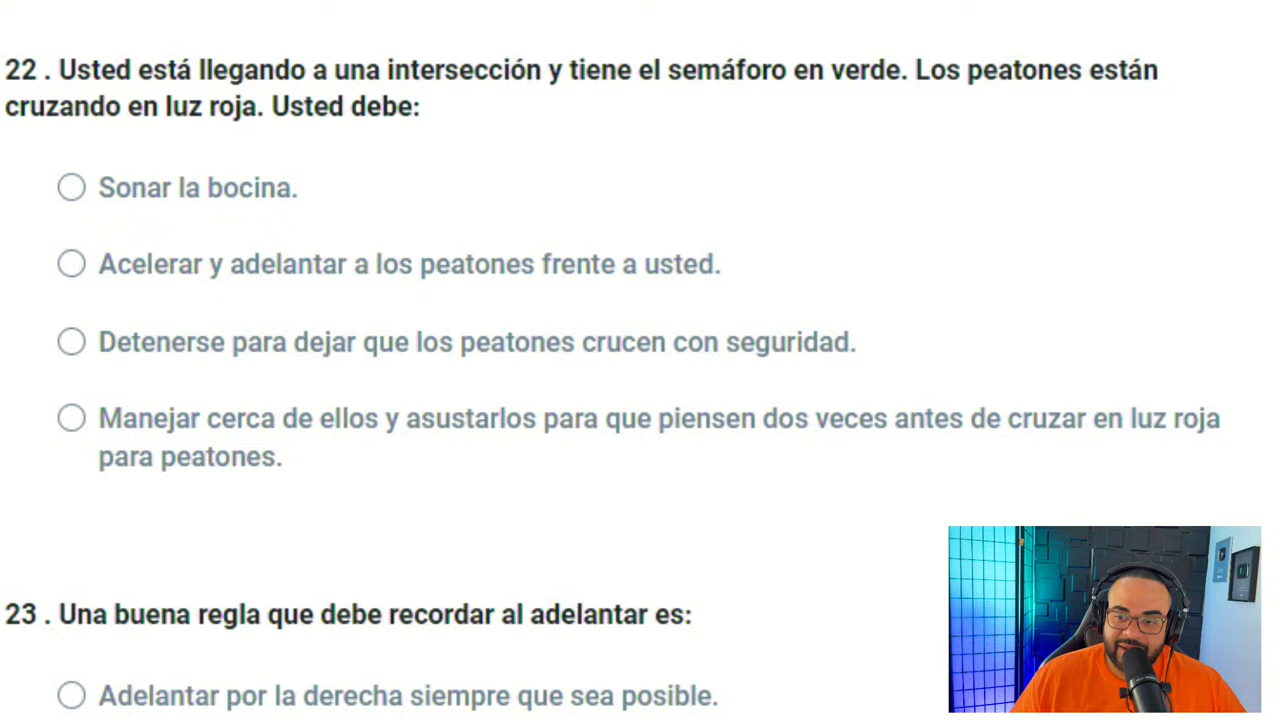 22 . Usted está llegando a una intersección y tiene el semáforo en verde. Los peatones están
cruzando en luz roja. Usted debe:
Sonar la bocina.
Acelerar y adelantar a los peatones frente a usted.
Detenerse para dejar que los peatones crucen con seguridad.
Manejar cerca de ellos y asustarlos para que piensen dos veces antes de cruzar en luz roja
para peatones.
23 . Una buena regla que debe recordar al adelantar es:
Adelantar por la derecha siempre que sea posible.